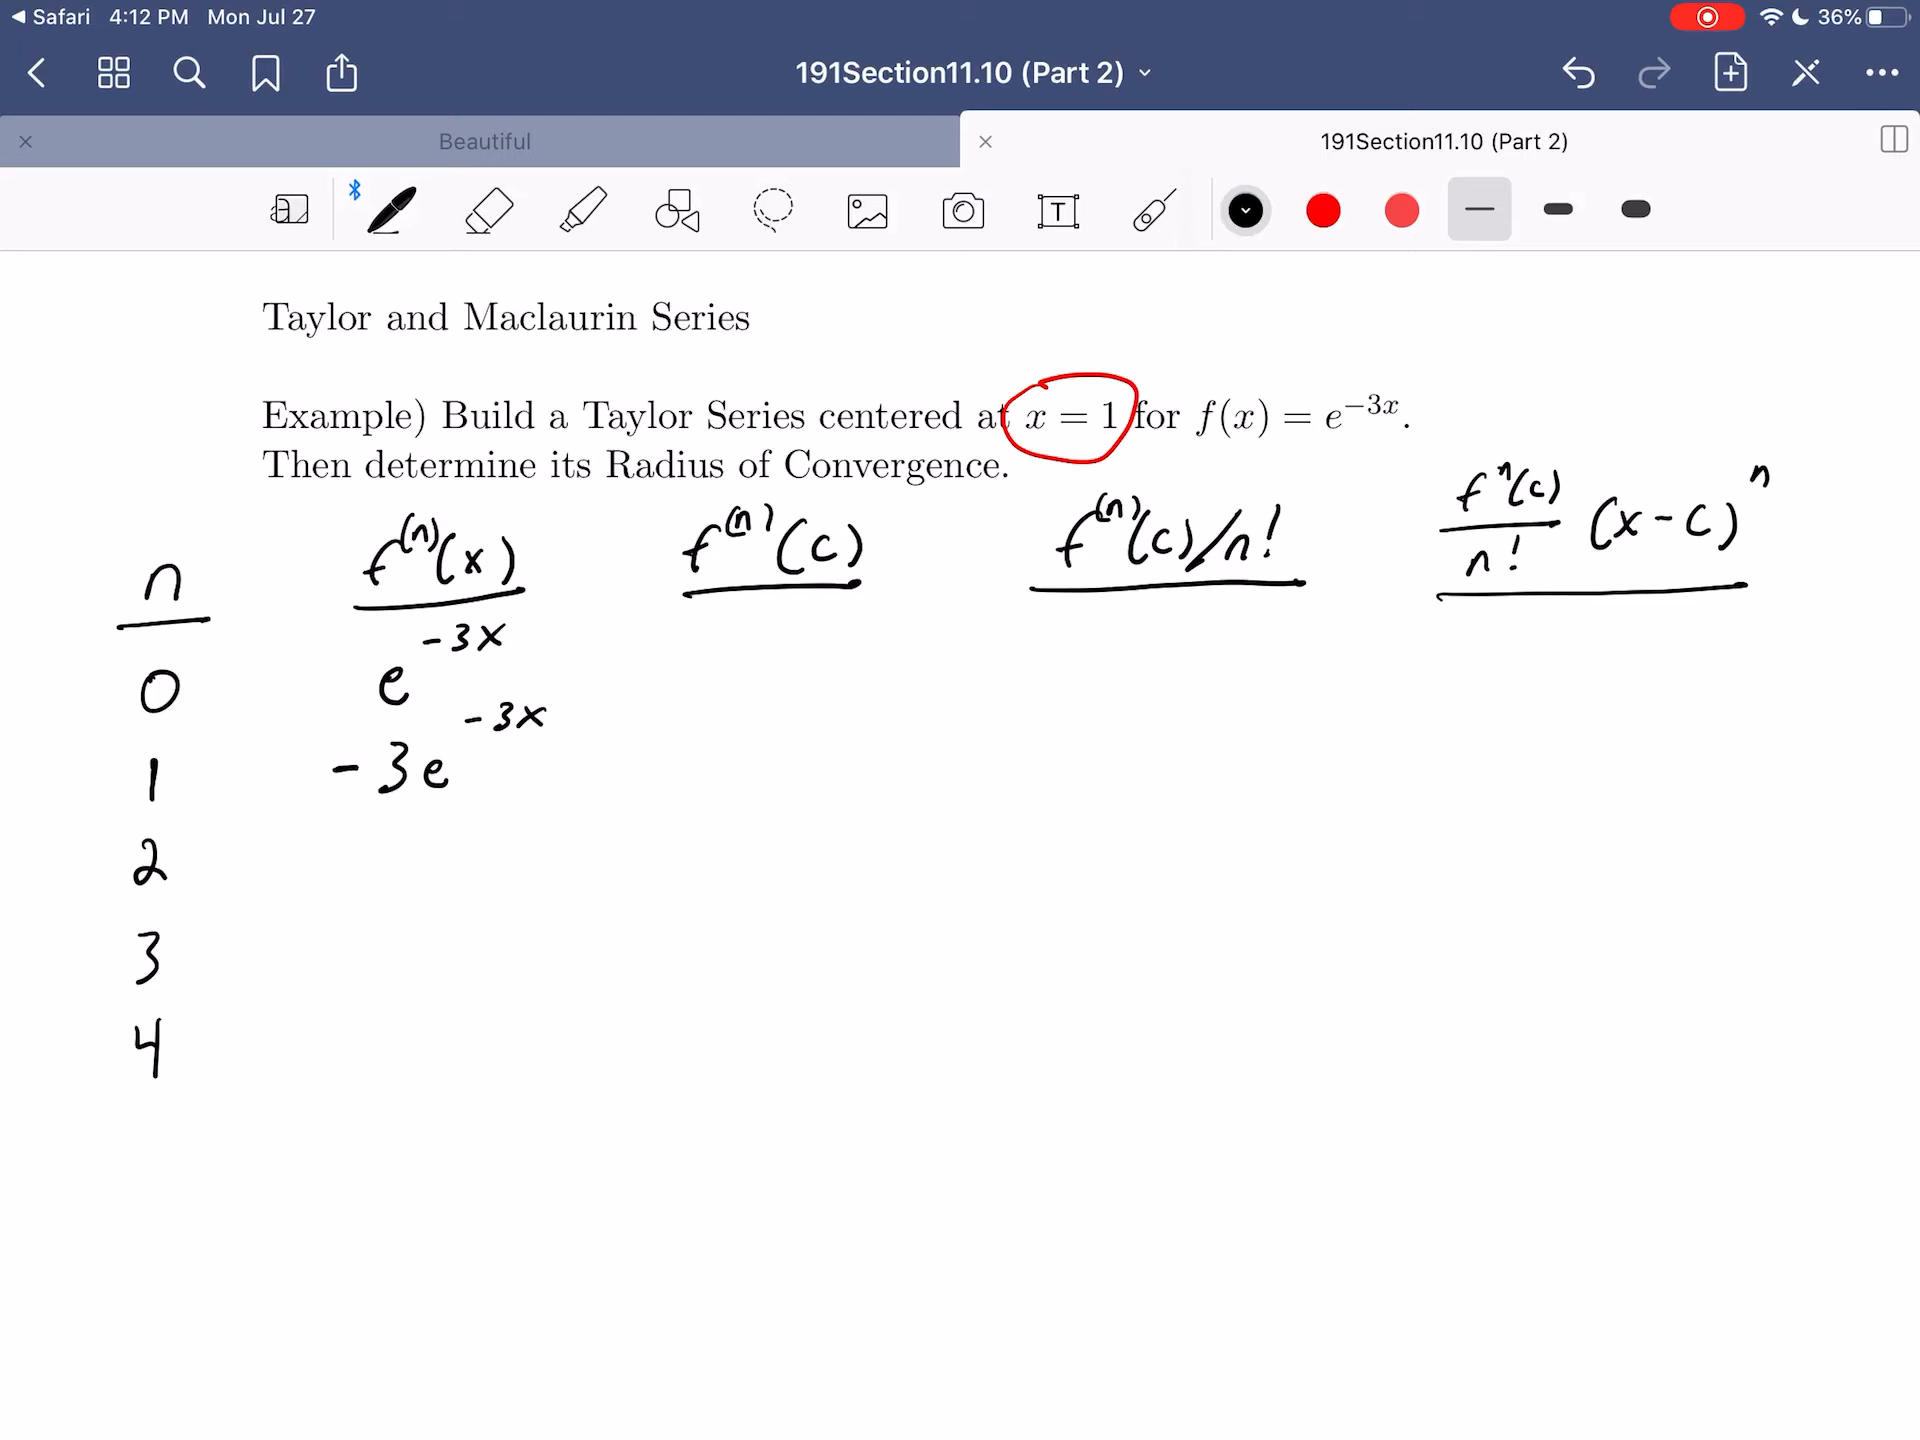 Safari 4:12 PM Mon Jul 27 36%
191Section11.10 (Part 2)
Beautiful
191Section11.10 (Part 2)
a T
Taylor and Maclaurin Series
Example) Build a Taylor Series centered at x = 1 for f(x) = e^{-3x}.
Then determine its Radius of Convergence.
n f^{(n)}(x) f^{(n)}(c) f^{(n)}(c)/n! \frac{f^{n}(c)}{n!} (x-c)^{n}
0 e^{-3x}
1 -3e^{-3x}
2
3
4